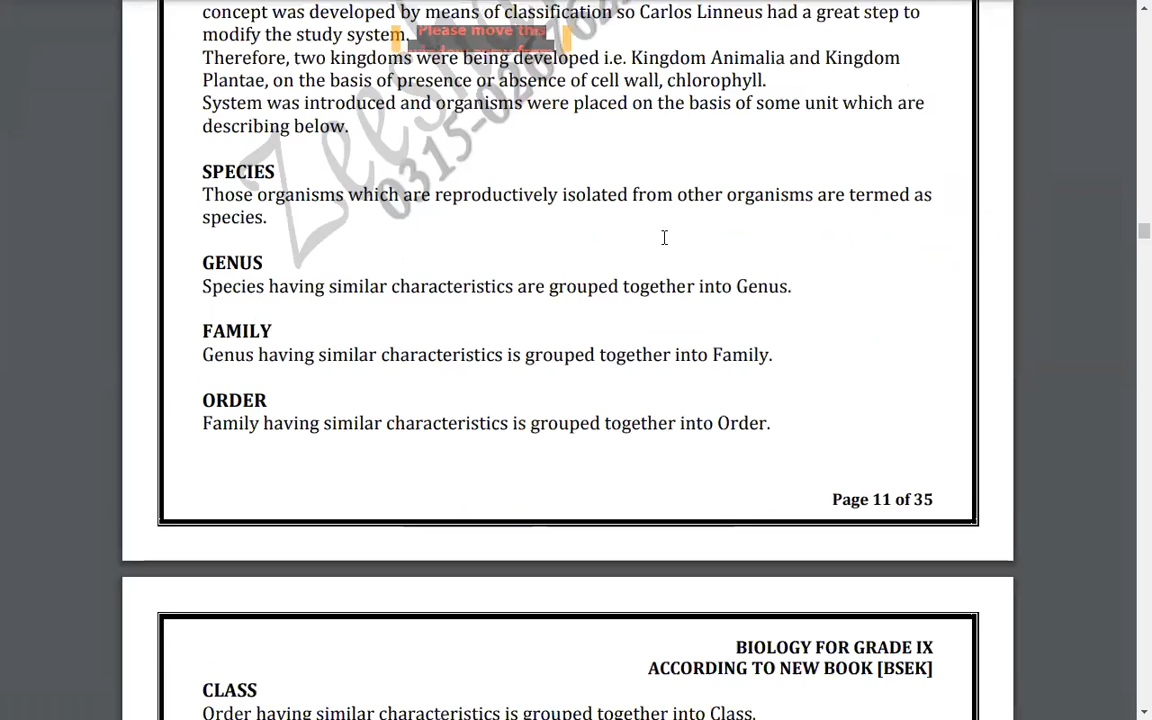 concept was developed by means of classification so Carlos Linneus had a great step to
modify the study system.
Please move this
Therefore, two kingdoms were being developed i.e. Kingdom Animalia and Kingdom
Plantae, on the basis of presence or absence of cell wall, chlorophyll.
System was introduced and organisms were placed on the basis of some unit which are
describing below.
SPECIES
Those organisms which are reproductively isolated from other organisms are termed as
species.
GENUS
Species having similar characteristics are grouped together into Genus.
FAMILY
Genus having similar characteristics is grouped together into Family.
ORDER
Family having similar characteristics is grouped together into Order.
Page 11 of 35
BIOLOGY FOR GRADE IX
ACCORDING TO NEW BOOK [BSEK]
CLASS
Order having similar characteristics is grouped together into Class.